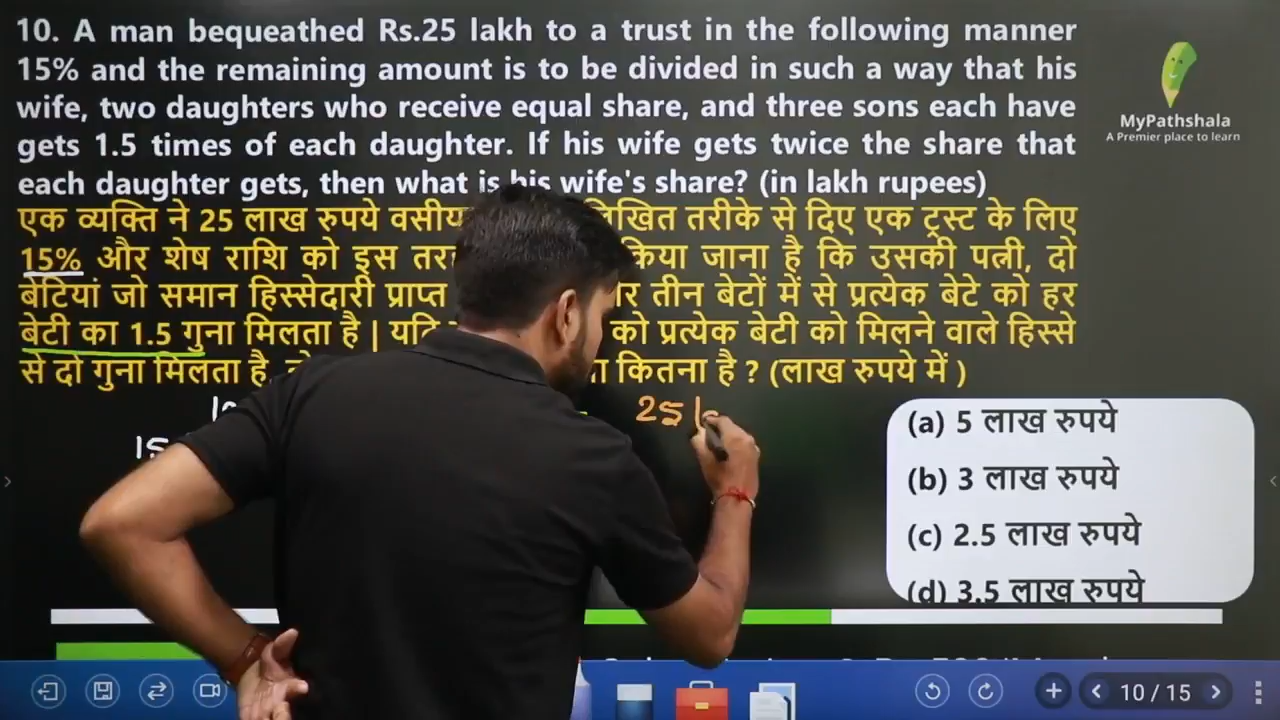 10. A man bequeathed Rs.25 lakh to a trust in the following manner
15% and the remaining amount is to be divided in such a way that his
wife, two daughters who receive equal share, and three sons each have
gets 1.5 times of each daughter. If his wife gets twice the share that
each daughter gets, then what is his wife's share? (in lakh rupees)
एक व्यक्ति ने 25 लाख रुपये तरीके से दिए एक ट्रस्ट के लिए
15% और शेष राशि को इस किया जाना है कि उसकी पत्नी, दो
बेटियां जो समान हिस्सेदारी प्राप्त तीन बेटों में से प्रत्येक बेटे को हर
बेटी का 1.5 गुना मिलता है | को प्रत्येक बेटी को मिलने वाले हिस्से
से दो गुना मिलता है, कितना है ? (लाख रुपये में )
25
15
(a) 5 लाख रुपये
(b) 3 लाख रुपये
(c) 2.5 लाख रुपये
(d) 3.5 लाख रुपये
MyPathshala
A Premier place to learn
10 / 15